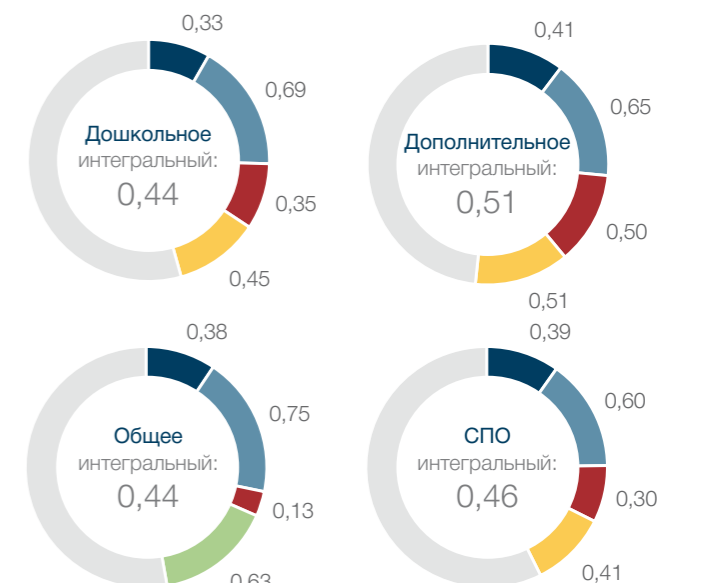 0,33
0,69
Дошкольное
интегральный:
0,44
0,35
0,45
0,41
0,65
Дополнительное
интегральный:
0,51
0,50
0,51
0,38
0,75
Общее
интегральный:
0,44
0,13
0,63
0,39
0,60
СПО
интегральный:
0,46
0,30
0,41